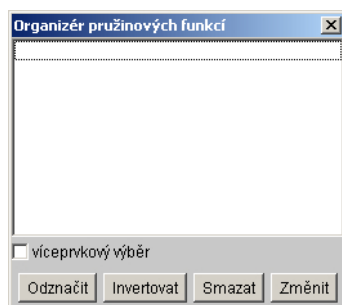 Organizér pružinových funkcí
víceprvkový výběr
Odznačit Invertovat Smazat Změnit